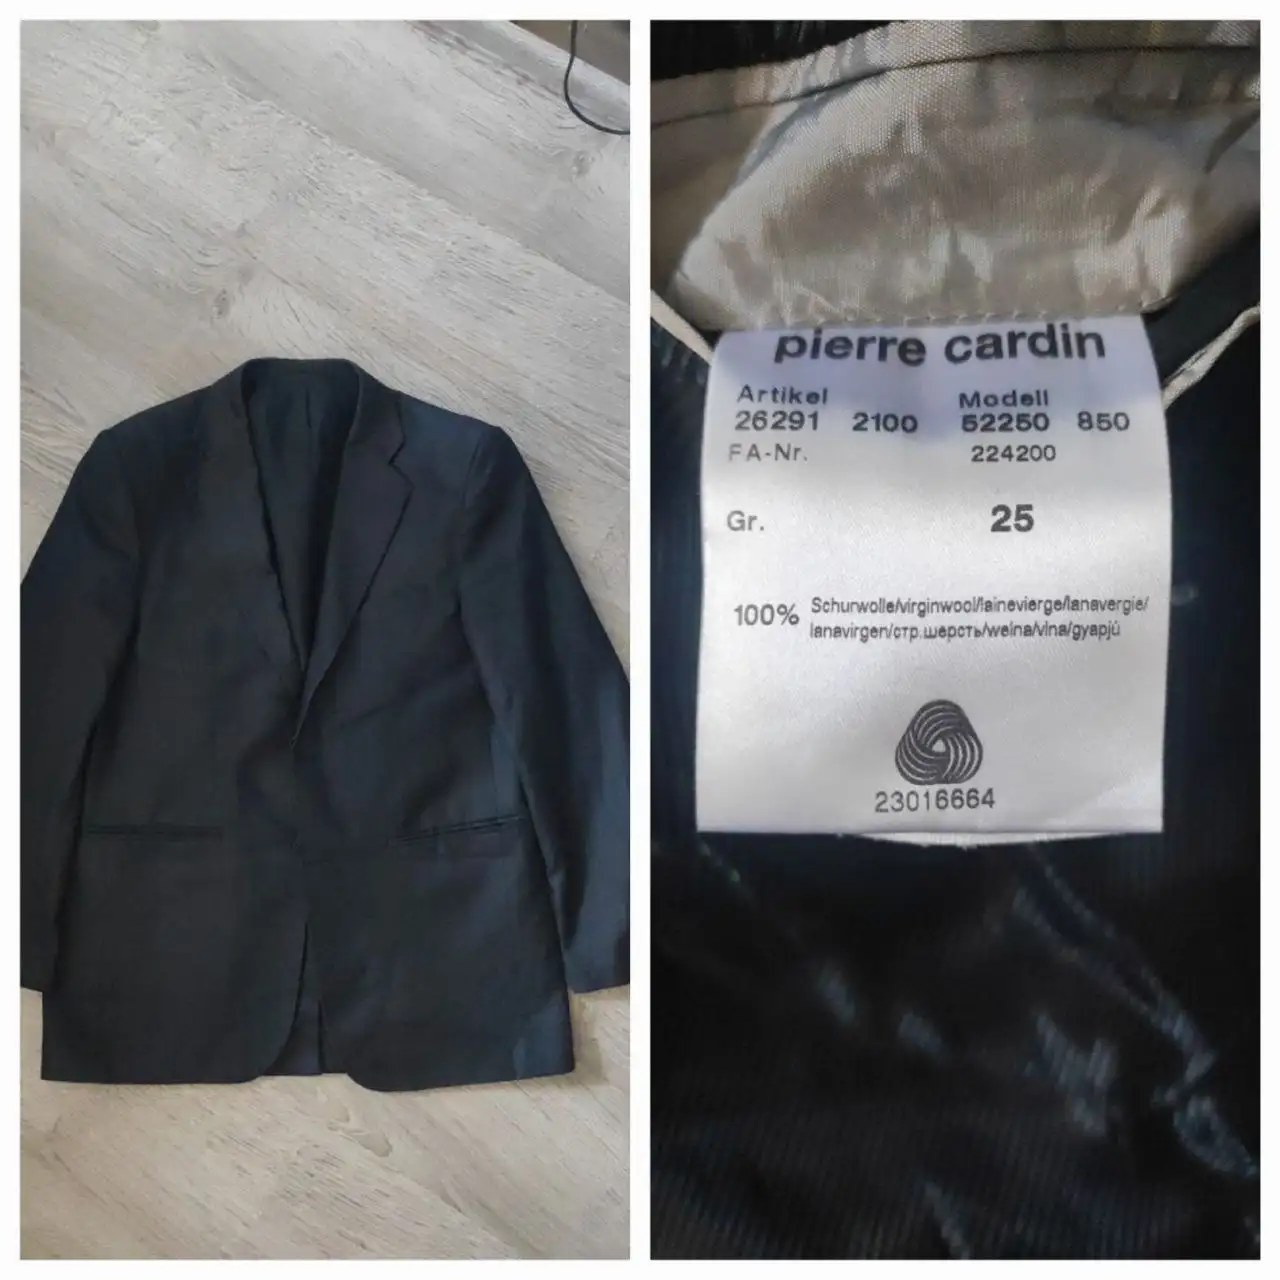 pierre cardin
Artikel Modell
26291 2100 52250 850
FA-Nr. 224200
Gr. 25
100% Schurwolle/virginwool/lainevierge/lanavergie/
lanavirgen/стр.шерсть/welna/vlna/gyapjú
23016664